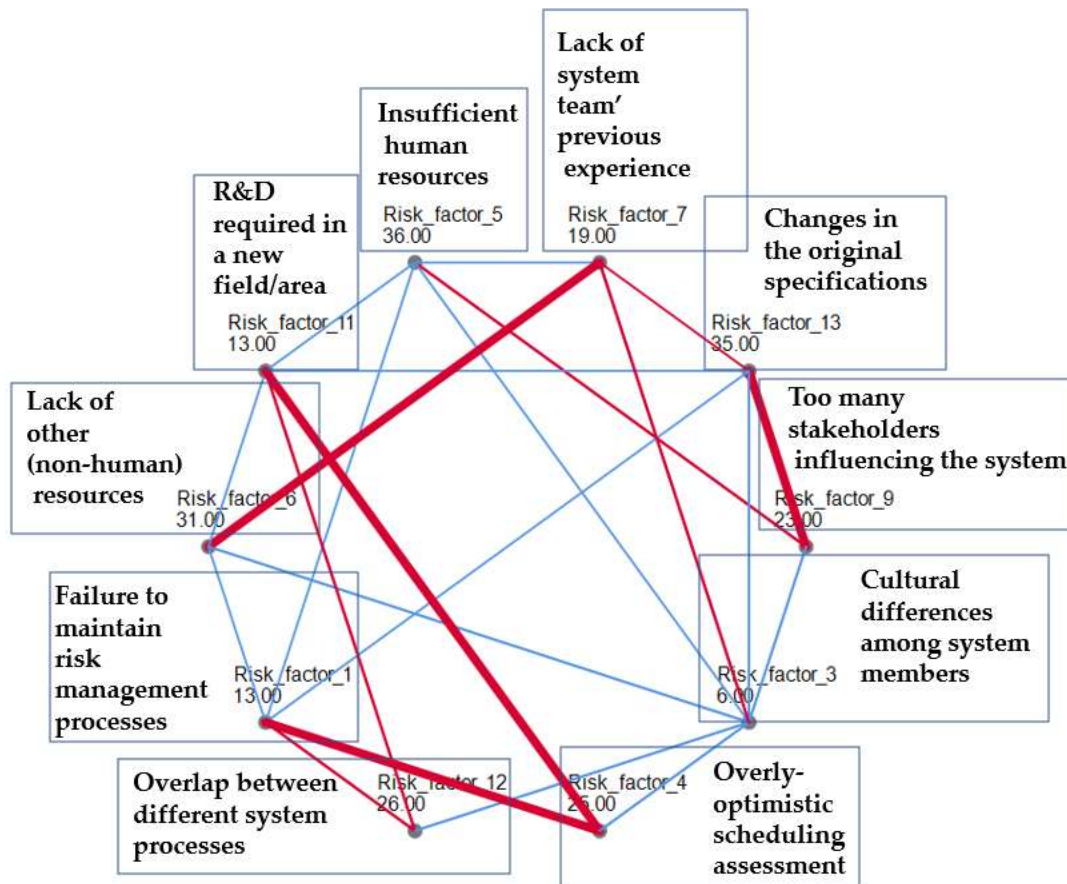 Lack of
system
team'
previous
experience
Risk_factor_7
19.00
Insufficient
human
resources
Risk_factor_5
36.00
R&D
required in
a new
field/area
Risk_factor_11
13.00
Changes in
the original
specifications
Risk_factor_13
35.00
Lack of
other
(non-human)
resources
Risk_factor_6
31.00
Too many
stakeholders
influencing the system
Risk_factor_9
23.00
Failure to
maintain
risk
management
processes
Risk_factor_1
13.00
Cultural
differences
among system
members
Risk_factor_3
6.00
Overlap between
different system
processes
Risk_factor_12
26.00
Overly-
optimistic
scheduling
assessment
Risk_factor_4